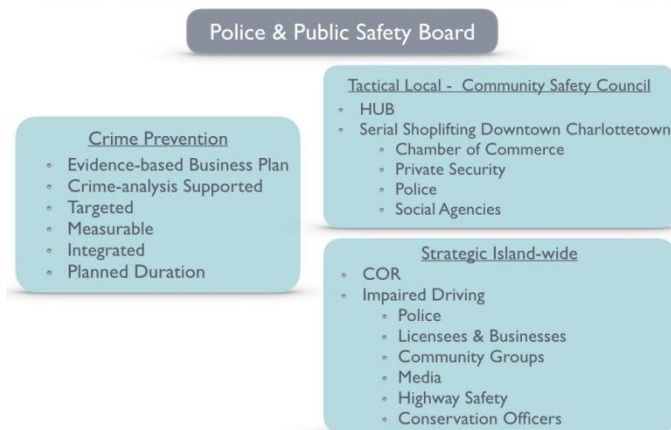 Police & Public Safety Board
Crime Prevention
Evidence-based Business Plan
Crime-analysis Supported
Targeted
Measurable
Integrated
Planned Duration
Tactical Local - Community Safety Council
HUB
Serial Shoplifting Downtown Charlottetown
Chamber of Commerce
Private Security
Police
Social Agencies
Strategic Island-wide
COR
Impaired Driving
Police
Licensees & Businesses
Community Groups
Media
Highway Safety
Conservation Officers